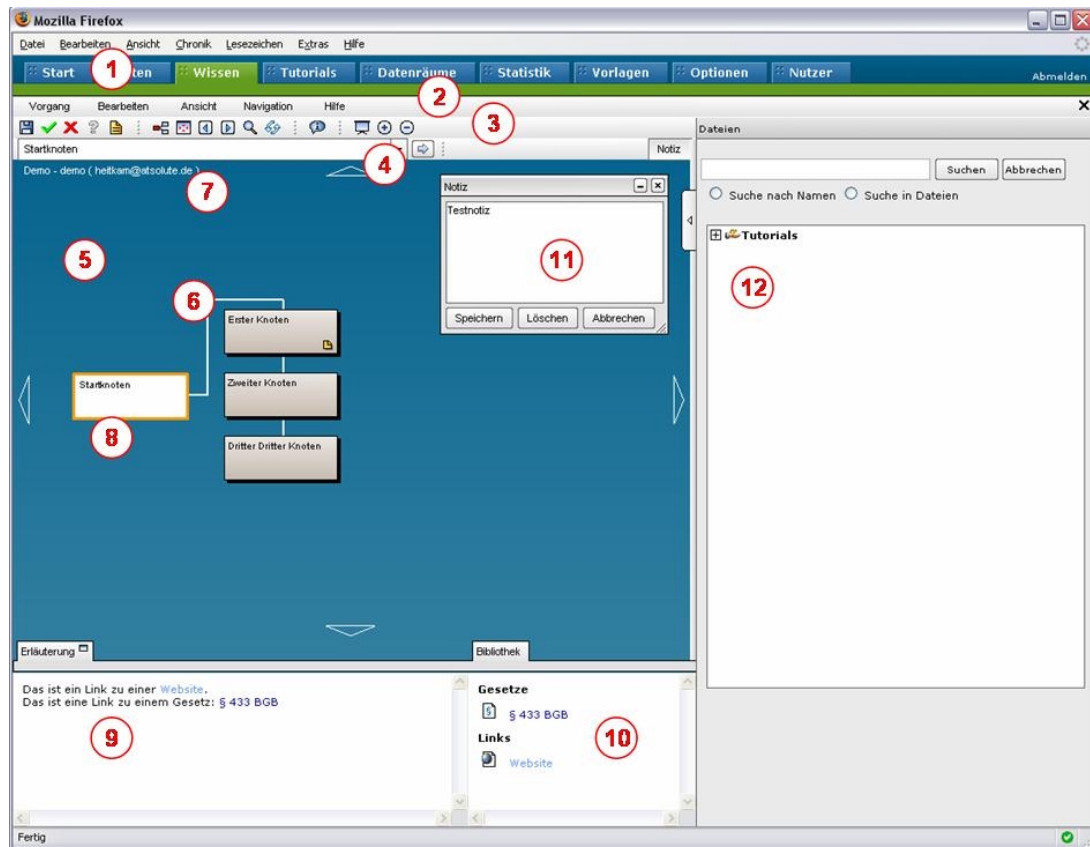 Mozilla Firefox
Datei Bearbeiten Ansicht Chronik Lesezeichen Extras Hilfe
Start 1 ten Wissen Tutorials Datenräume Statistik Vorlagen Optionen Nutzer Abmelden
2
Vorgang Bearbeiten Ansicht Navigation Hilfe
3
Startknoten 4 Notiz
Demo - demo ( heitkam@atsolute.de )
7
5
6
Erster Knoten
Startknoten
Zweiter Knoten
8
Dritter Dritter Knoten
Notiz
Testnotiz
11
Speichern Löschen Abbrechen
Dateien
Suchen Abbrechen
Suche nach Namen Suche in Dateien
Tutorials
12
Erläuterung
Das ist ein Link zu einer Website.
Das ist eine Link zu einem Gesetz: § 433 BGB
9
Bibliothek
Gesetze
§ 433 BGB
10
Links
Website
Fertig